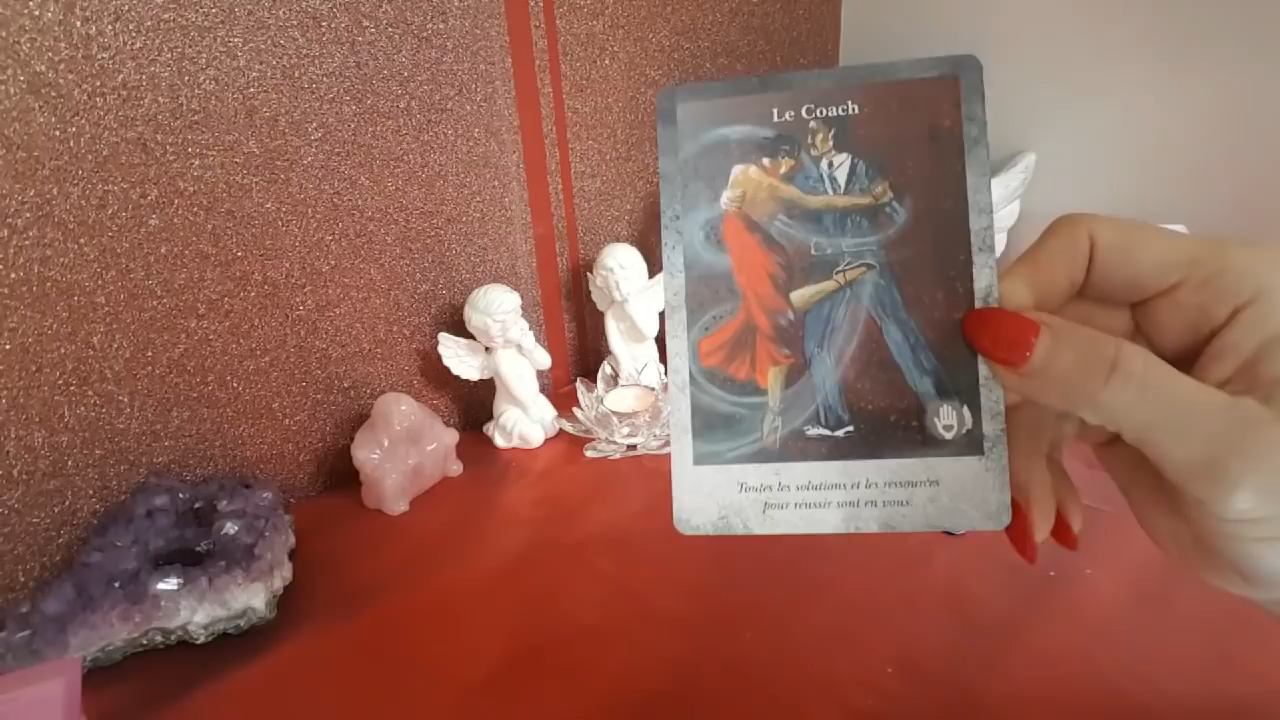 Le Coach
Toutes les solutions et les ressources
pour réussir sont en vous.